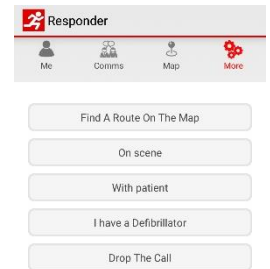 Responder
Me Comms Map More
Find A Route On The Map
On scene
With patient
I have a Defibrillator
Drop The Call